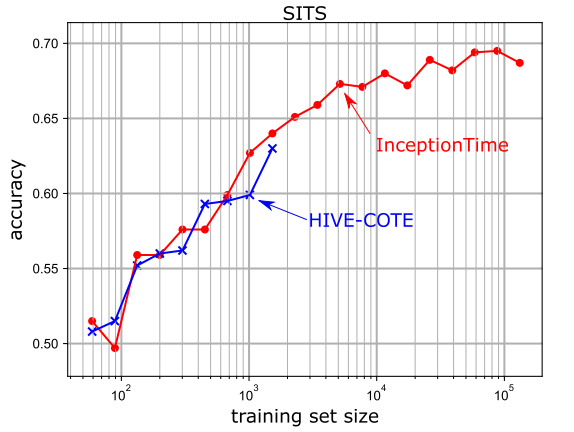 SITS
0.70
0.65
0.60
0.55
0.50
accuracy
InceptionTime
HIVE-COTE
10² 10³ 10⁴ 10⁵
training set size